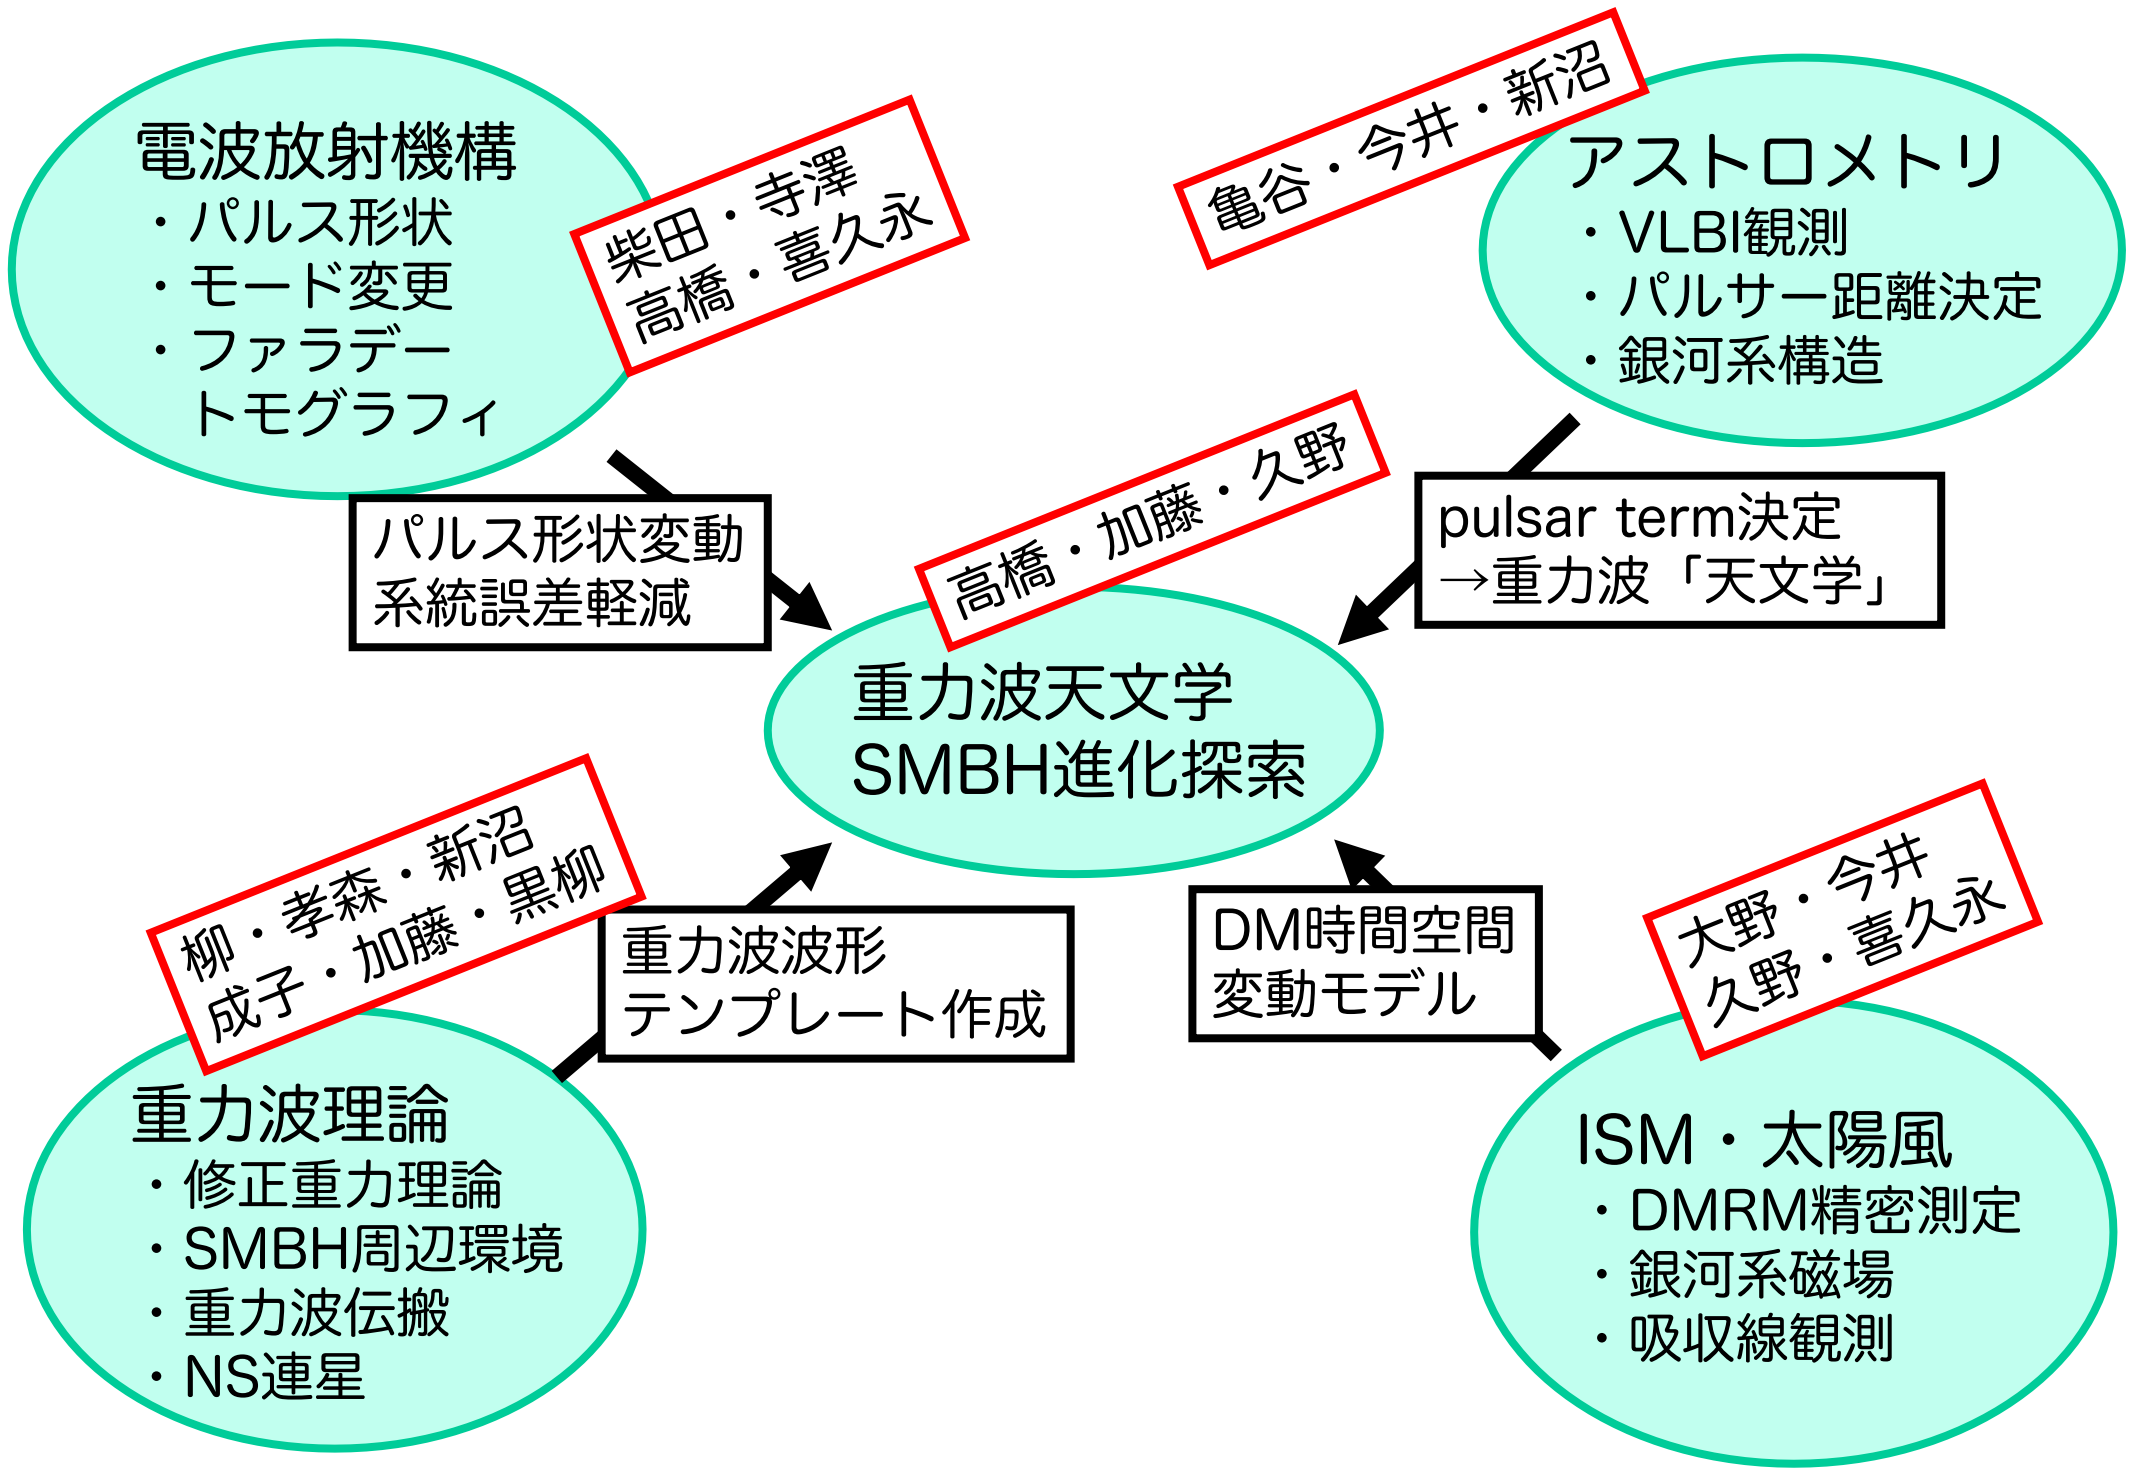 電波放射機構
・パルス形状
・モード変更
・ファラデー
トモグラフィ
柴田・寺澤
高橋・喜久永
亀谷・今井・新沼
アストロメトリ
・VLBI観測
・パルサー距離決定
・銀河系構造
パルス形状変動
系統誤差軽減
pulsar term決定
→重力波「天文学」
高橋・加藤・久野
重力波天文学
SMBH進化探索
柳・孝森・新沼
成子・加藤・黒柳
重力波波形
テンプレート作成
重力波理論
・修正重力理論
・SMBH周辺環境
・重力波伝搬
・NS連星
DM時間空間
変動モデル
大野・今井
久野・喜久永
ISM・太陽風
・DMRM精密測定
・銀河系磁場
・吸収線観測